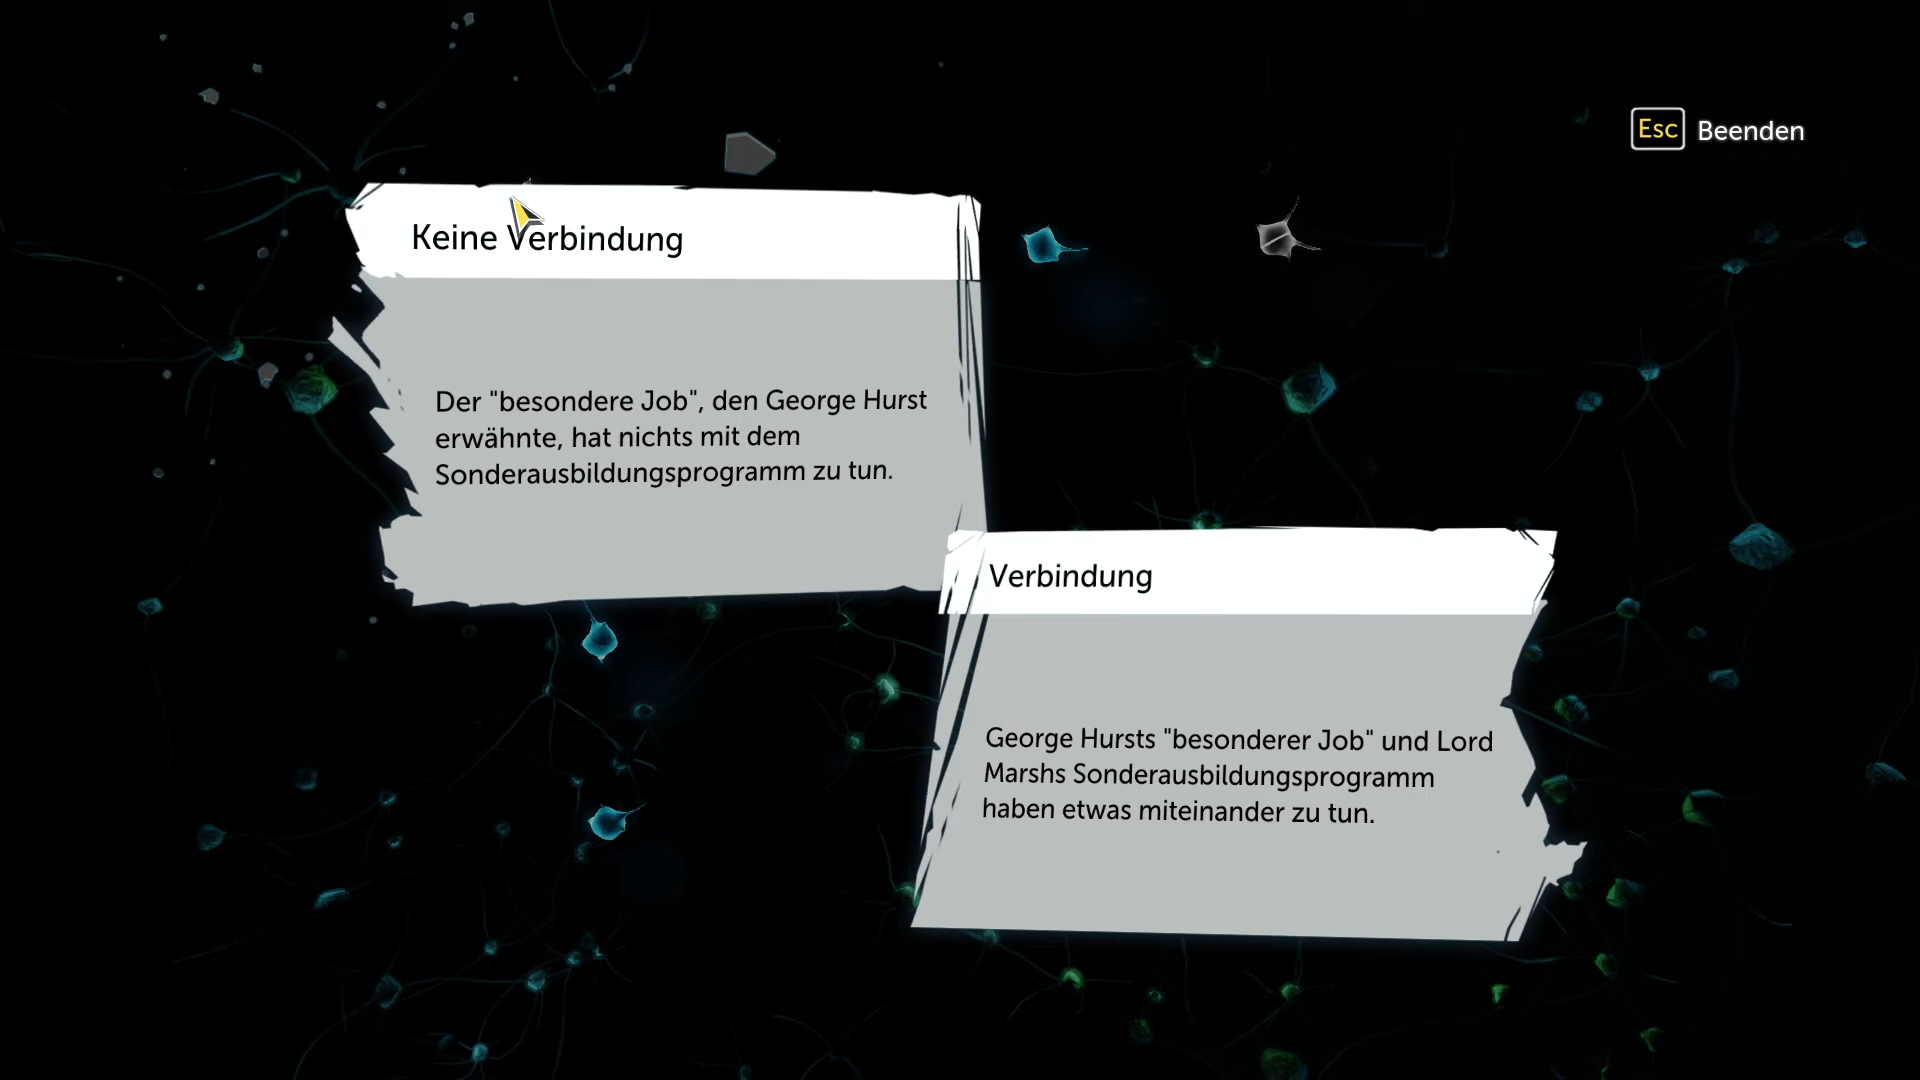 Esc Beenden
Keine Verbindung
Der "besondere Job", den George Hurst
erwähnte, hat nichts mit dem
Sonderausbildungsprogramm zu tun.
Verbindung
George Hursts "besonderer Job" und Lord
Marshs Sonderausbildungsprogramm
haben etwas miteinander zu tun.